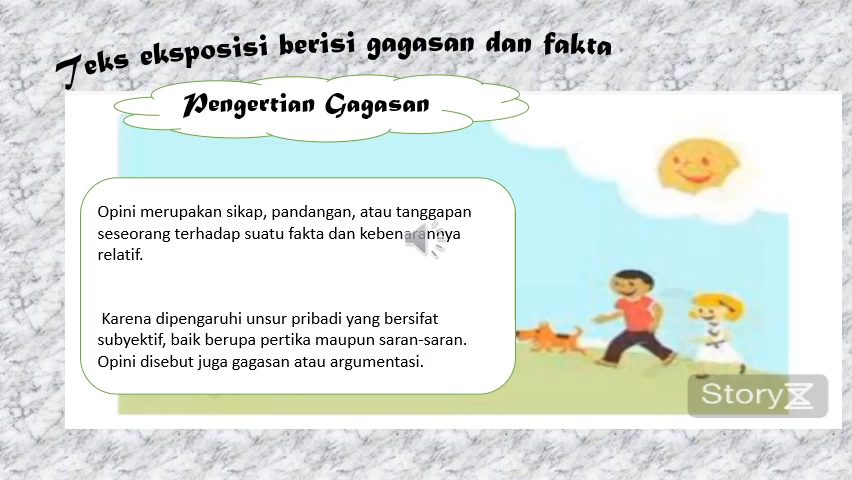 Teks eksposisi berisi gagasan dan fakta
Pengertian Gagasan
Opini merupakan sikap, pandangan, atau tanggapan
seseorang terhadap suatu fakta dan kebenarannya
relatif.
Karena dipengaruhi unsur pribadi yang bersifat
subyektif, baik berupa pertika maupun saran-saran.
Opini disebut juga gagasan atau argumentasi.
StoryZ